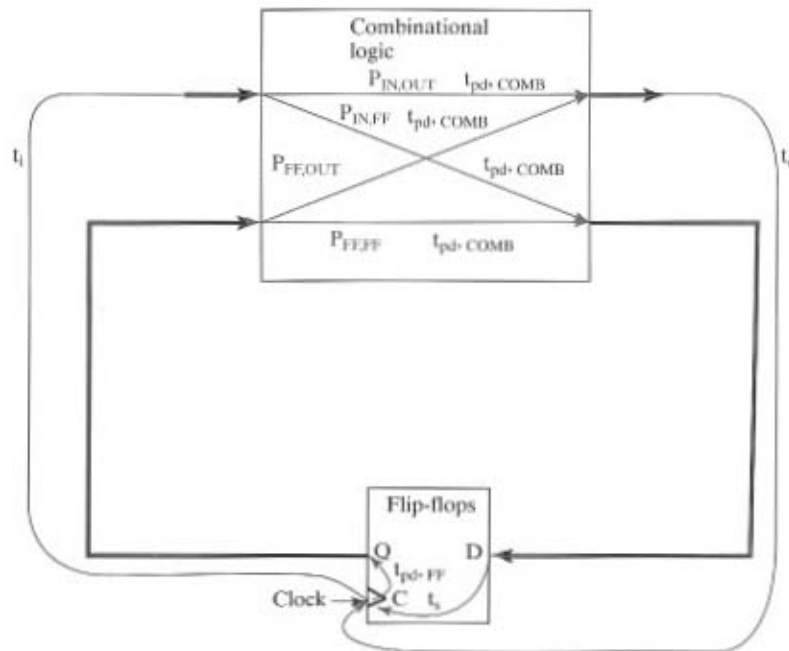 Combinational
logic
P_IN,OUT t_pd, COMB
P_IN,FF t_pd, COMB
t_i
P_FF,OUT t_pd, COMB
P_FF,FF t_pd, COMB
Flip-flops
Q D
t_pd, FF
Clock C t_s